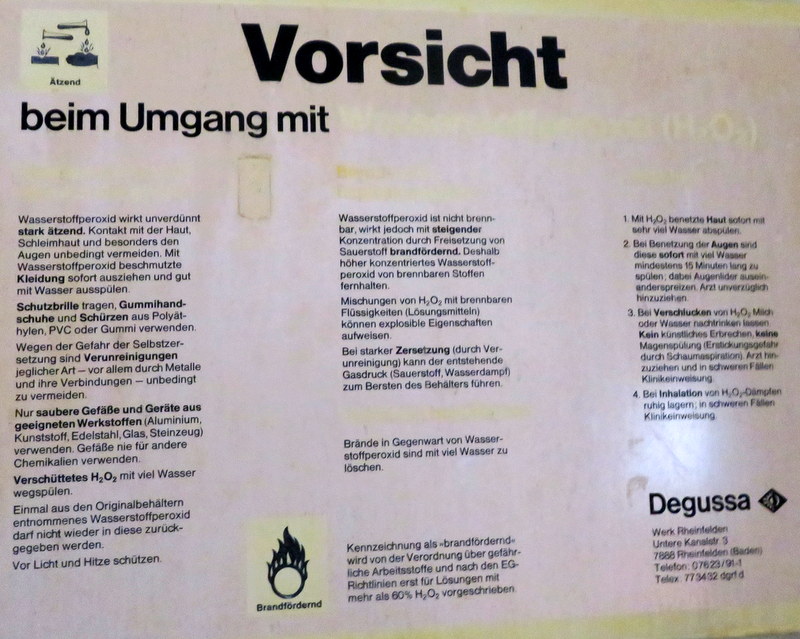 Ätzend
Vorsicht
beim Umgang mit
Wasserstoffperoxid wirkt unverdünnt
stark ätzend. Kontakt mit der Haut,
Schleimhaut und besonders den
Augen unbedingt vermeiden. Mit
Wasserstoffperoxid beschmutzte
Kleidung sofort ausziehen und gut
mit Wasser ausspülen.
Schutzbrille tragen, Gummihand-
schuhe und Schürzen aus Polyät-
hylen, PVC oder Gummi verwenden.
Wegen der Gefahr der Selbstzer-
setzung sind Verunreinigungen
jeglicher Art – vor allem durch Metalle
und ihre Verbindungen – unbedingt
zu vermeiden.
Nur saubere Gefäße und Geräte aus
geeigneten Werkstoffen (Aluminium,
Kunststoff, Edelstahl, Glas, Steinzeug)
verwenden. Gefäße nie für andere
Chemikalien verwenden.
Verschüttetes H₂O₂ mit viel Wasser
wegspülen.
Einmal aus den Originalbehältern
entnommenes Wasserstoffperoxid
darf nicht wieder in diese zurück-
gegeben werden.
Vor Licht und Hitze schützen.
Wasserstoffperoxid ist nicht brenn-
bar, wirkt jedoch mit steigender
Konzentration durch Freisetzung von
Sauerstoff brandfördernd. Deshalb
höher konzentriertes Wasserstoff-
peroxid von brennbaren Stoffen
fernhalten.
Mischungen von H₂O₂ mit brennbaren
Flüssigkeiten (Lösungsmitteln)
können explosible Eigenschaften
aufweisen.
Bei starker Zersetzung (durch Ver-
unreinigung) kann der entstehende
Gasdruck (Sauerstoff, Wasserdampf)
zum Bersten des Behälters führen.
Brände in Gegenwart von Wasser-
stoffperoxid sind mit viel Wasser zu
löschen.
Brandfördernd
Kennzeichnung als »brandfördernd«
wird von der Verordnung über gefähr-
liche Arbeitsstoffe und nach den EG-
Richtlinien erst für Lösungen mit
mehr als 60% H₂O₂ vorgeschrieben.
1. Mit H₂O₂ benetzte Haut sofort mit
sehr viel Wasser abspülen.
2. Bei Benetzung der Augen sind
diese sofort mit viel Wasser
mindestens 15 Minuten lang zu
spülen; dabei Augenlider ausein-
anderspreizen. Arzt unverzüglich
hinzuziehen.
3. Bei Verschlucken von H₂O₂ Milch
oder Wasser nachtrinken lassen.
Kein künstliches Erbrechen, keine
Magenspülung (Erstickungsgefahr
durch Schaumaspiration). Arzt hin-
zuziehen und in schweren Fällen
Klinikeinweisung.
4. Bei Inhalation von H₂O₂-Dämpfen
ruhig lagern; in schweren Fällen
Klinikeinweisung.
Degussa
Werk Rheinfelden
Untere Kanalstr. 3
7888 Rheinfelden (Baden)
Telefon: 07623/91-1
Telex: 773432 dgrf d